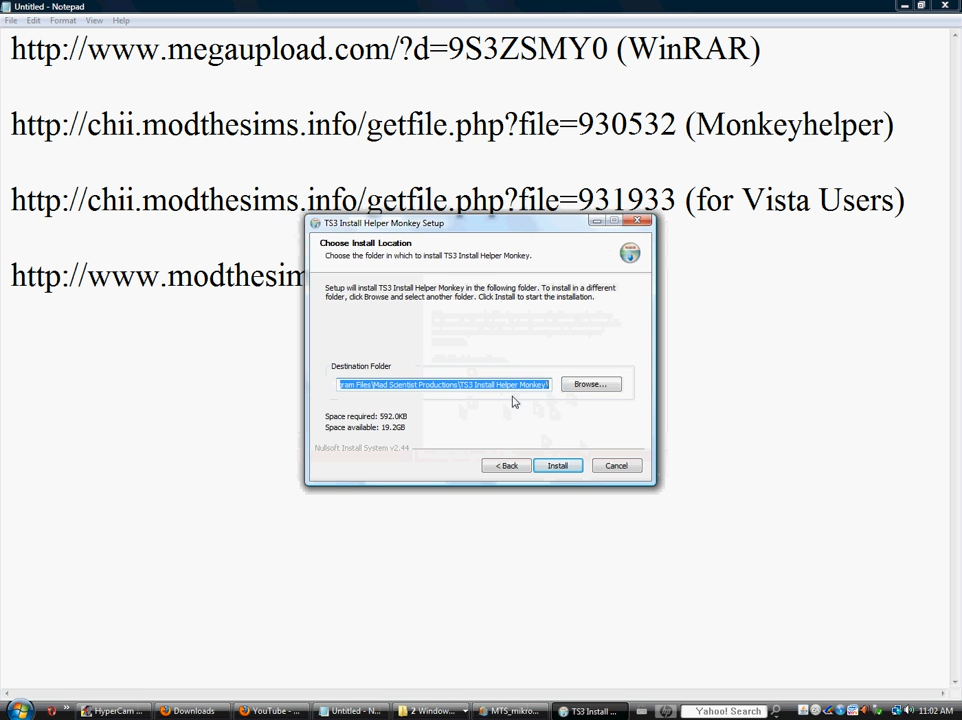 Untitled - Notepad
File Edit Format View Help
http://www.megaupload.com/?d=9S3ZSMY0 (WinRAR)
http://chii.modthesims.info/getfile.php?file=930532 (Monkeyhelper)
http://chii.modthesims.info/getfile.php?file=931933 (for Vista Users)
http://www.modthesim
TS3 Install Helper Monkey Setup
Choose Install Location
Choose the folder in which to install TS3 Install Helper Monkey.
Setup will install TS3 Install Helper Monkey in the following folder. To install in a different
folder, click Browse and select another folder. Click Install to start the installation.
Destination Folder
ram Files\Mad Scientist Productions\TS3 Install Helper Monkey\
Browse...
Space required: 592.0KB
Space available: 19.2GB
Nullsoft Install System v2.44
< Back Install Cancel
HyperCam ... Downloads YouTube - ... Untitled - N... 2 Window... MTS_mikro... TS3 Install ... Yahoo! Search 11:02 AM